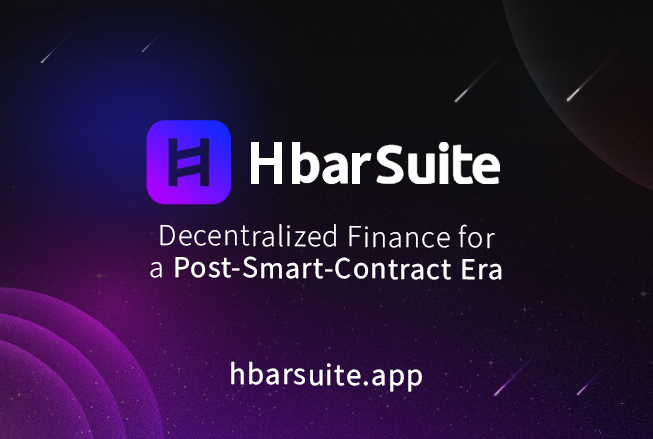 HbarSuite
Decentralized Finance for
a Post-Smart-Contract Era
hbarsuite.app